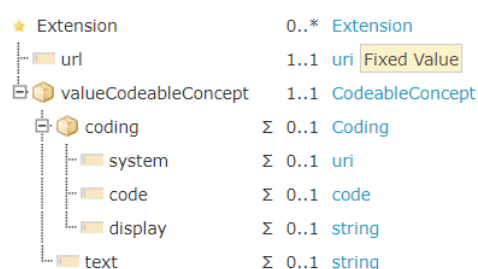 Extension 0..* Extension
url 1..1 uri Fixed Value
valueCodeableConcept 1..1 CodeableConcept
coding Σ 0..1 Coding
system Σ 0..1 uri
code Σ 0..1 code
display Σ 0..1 string
text Σ 0..1 string